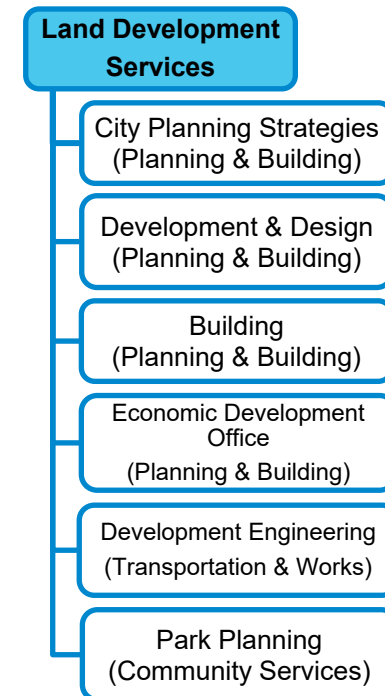 Land Development
Services
City Planning Strategies
(Planning & Building)
Development & Design
(Planning & Building)
Building
(Planning & Building)
Economic Development
Office
(Planning & Building)
Development Engineering
(Transportation & Works)
Park Planning
(Community Services)